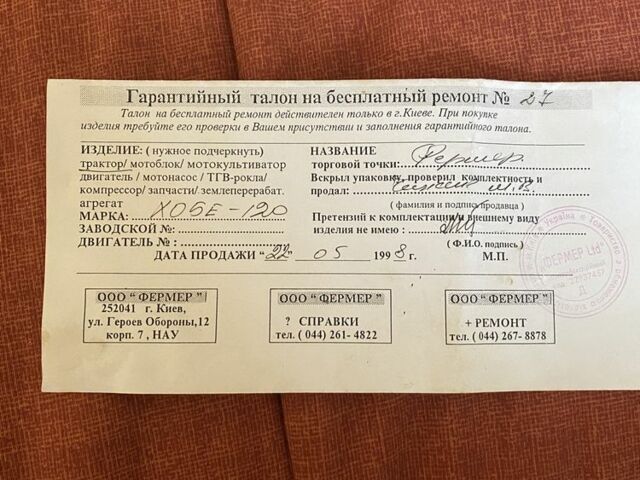 Гарантийный талон на бесплатный ремонт № 27
Талон на бесплатный ремонт действителен только в г.Киеве. При покупке
изделия требуйте его проверки в Вашем присутствии и заполнения гарантийного талона.
ИЗДЕЛИЕ: ( нужное подчеркнуть)
трактор/ мотоблок/ мотокультиватор
двигатель / мотонасос / ТГВ-рокла/
компрессор/ запчасти/ землеперерабат.
агрегат
МАРКА: ХОБЕ-120
ЗАВОДСКОЙ №:
ДВИГАТЕЛЬ № :
НАЗВАНИЕ
торговой точки: Фермер
Вскрыл упаковку, проверил комплектность и
продал:
( фамилия и подпись продавца )
Претензий к комплектации и внешнему виду
изделия не имею :
(Ф.И.О. подпись )
ДАТА ПРОДАЖИ "22" 05 1998 г.
М.П.
"ФЕРМЕР Ltd"
ООО " ФЕРМЕР "
252041 г. Киев,
ул. Героев Обороны,12
корп. 7 , НАУ
ООО " ФЕРМЕР "
? СПРАВКИ
тел. ( 044) 261- 4822
ООО " ФЕРМЕР "
+ РЕМОНТ
тел. ( 044) 267- 8878